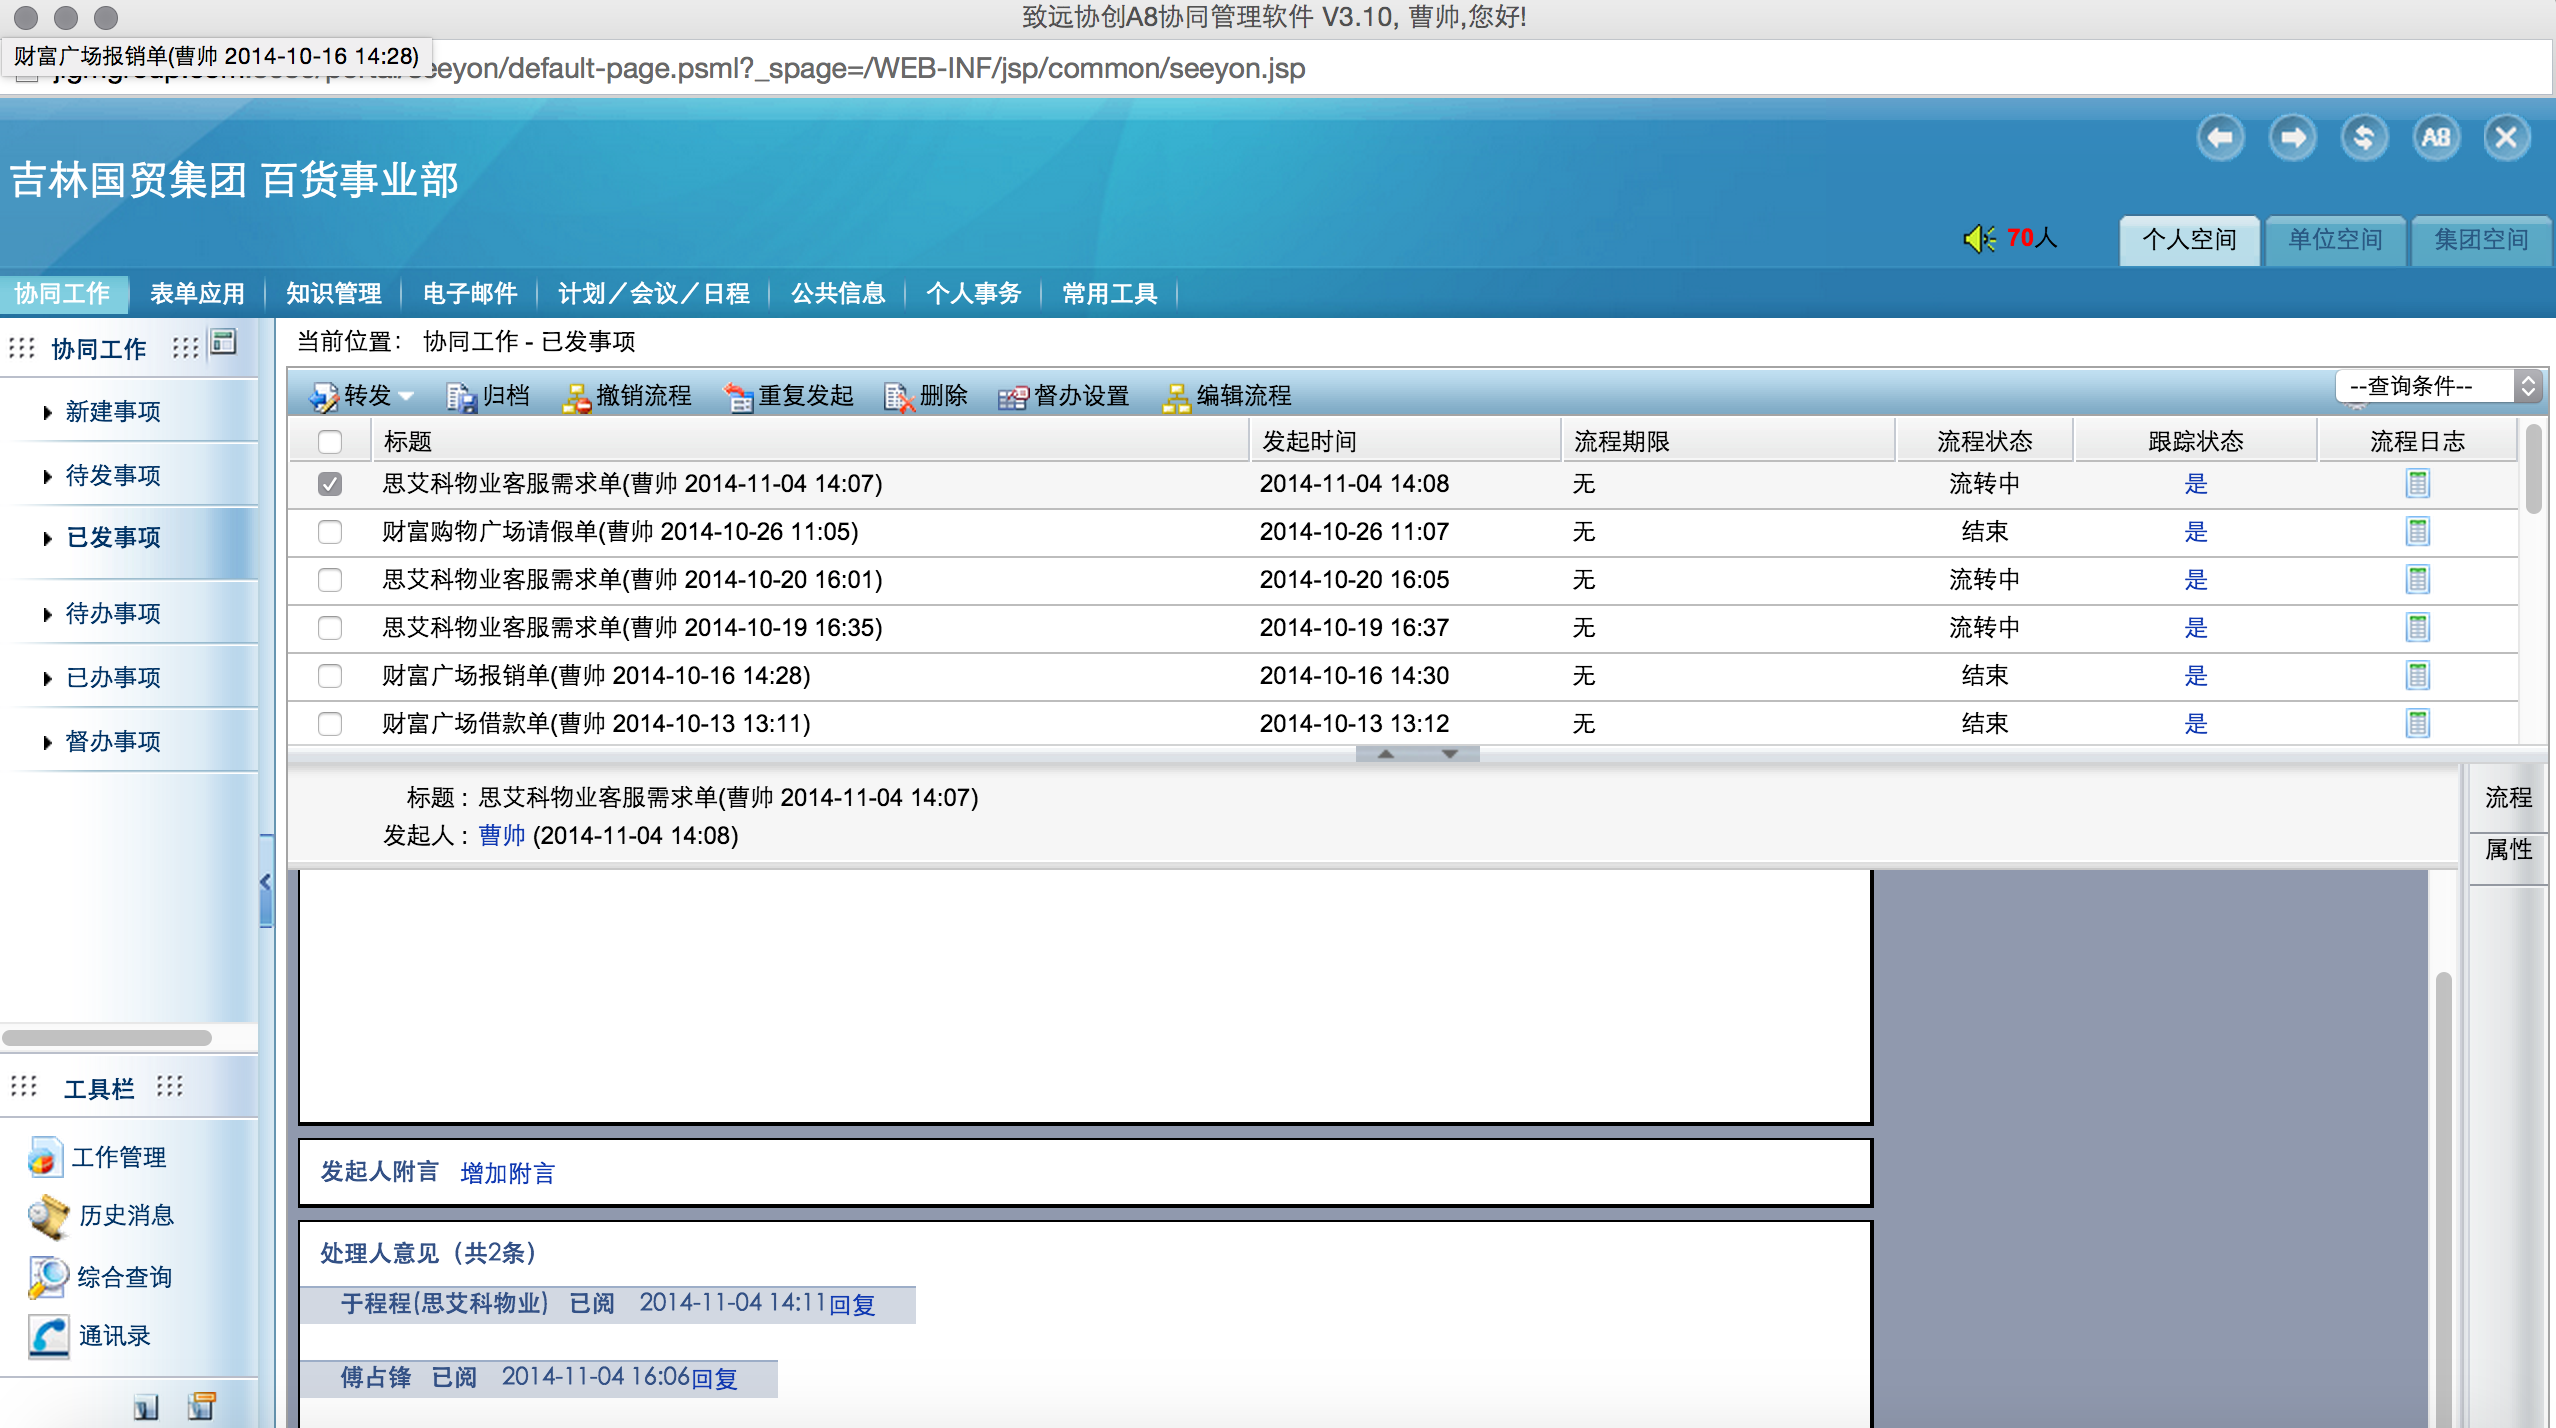 致远协创A8协同管理软件 V3.10, 曹帅,您好!
财富广场报销单(曹帅 2014-10-16 14:28)
seeyon/default-page.psml?_spage=/WEB-INF/jsp/common/seeyon.jsp
A8
吉林国贸集团 百货事业部
70人
个人空间 单位空间 集团空间
协同工作 表单应用 知识管理 电子邮件 计划／会议／日程 公共信息 个人事务 常用工具
协同工作
新建事项
待发事项
已发事项
待办事项
已办事项
督办事项
工具栏
工作管理
历史消息
综合查询
通讯录
当前位置： 协同工作 - 已发事项
转发 归档 撤销流程 重复发起 删除 督办设置 编辑流程 --查询条件--
标题 发起时间 流程期限 流程状态 跟踪状态 流程日志
思艾科物业客服需求单(曹帅 2014-11-04 14:07) 2014-11-04 14:08 无 流转中 是
财富购物广场请假单(曹帅 2014-10-26 11:05) 2014-10-26 11:07 无 结束 是
思艾科物业客服需求单(曹帅 2014-10-20 16:01) 2014-10-20 16:05 无 流转中 是
思艾科物业客服需求单(曹帅 2014-10-19 16:35) 2014-10-19 16:37 无 流转中 是
财富广场报销单(曹帅 2014-10-16 14:28) 2014-10-16 14:30 无 结束 是
财富广场借款单(曹帅 2014-10-13 13:11) 2014-10-13 13:12 无 结束 是
标题 : 思艾科物业客服需求单(曹帅 2014-11-04 14:07)
发起人 : 曹帅 (2014-11-04 14:08)
流程
属性
发起人附言 增加附言
处理人意见（共2条）
于程程(思艾科物业) 已阅 2014-11-04 14:11回复
傅占锋 已阅 2014-11-04 16:06回复